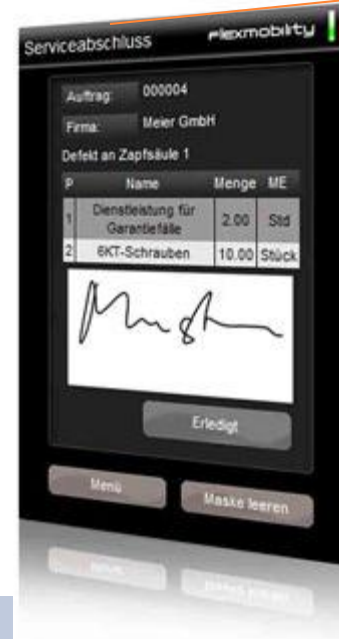 Serviceabschluss
Flexmobility
Auftrag: 000004
Firma: Meier GmbH
Defekt an Zapfsäule 1
P Name Menge ME
1 Dienstleistung für Garantiefälle 2.00 Std
2 6KT-Schrauben 10.00 Stück
Erledigt
Menü
Maske leeren